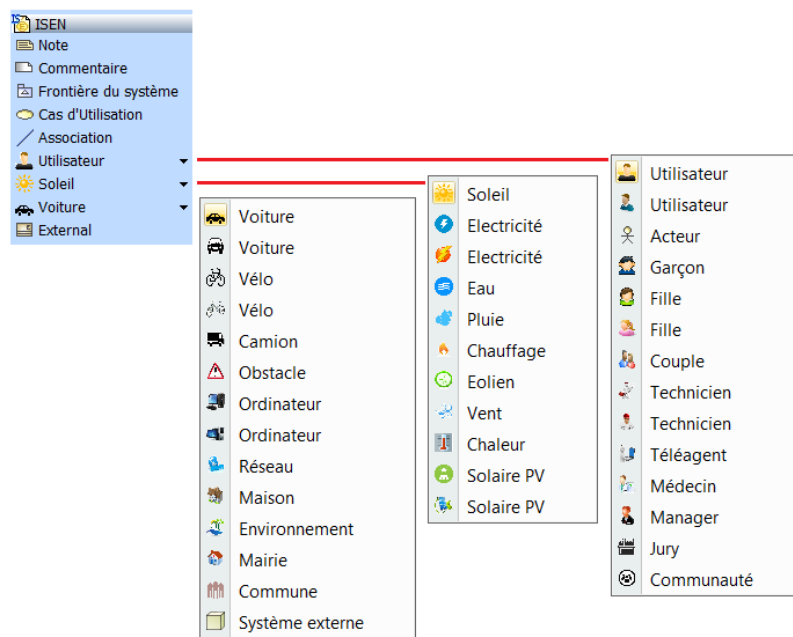 ISEN
Note
Commentaire
Frontière du système
Cas d'Utilisation
Association
Utilisateur
Soleil
Voiture
External
Voiture
Voiture
Vélo
Vélo
Camion
Obstacle
Ordinateur
Ordinateur
Réseau
Maison
Environnement
Mairie
Commune
Système externe
Soleil
Electricité
Electricité
Eau
Pluie
Chauffage
Eolien
Vent
Chaleur
Solaire PV
Solaire PV
Utilisateur
Utilisateur
Acteur
Garçon
Fille
Fille
Couple
Technicien
Technicien
Téléagent
Médecin
Manager
Jury
Communauté